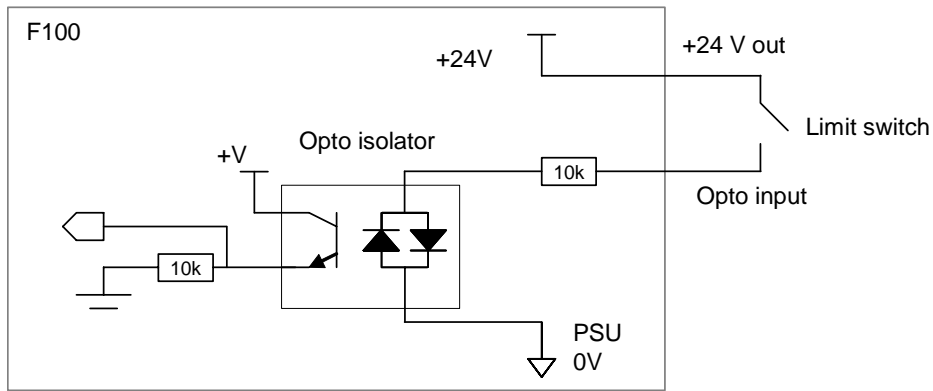 F100
+24V
+24 V out
Limit switch
Opto isolator
+V
10k
Opto input
10k
PSU
0V